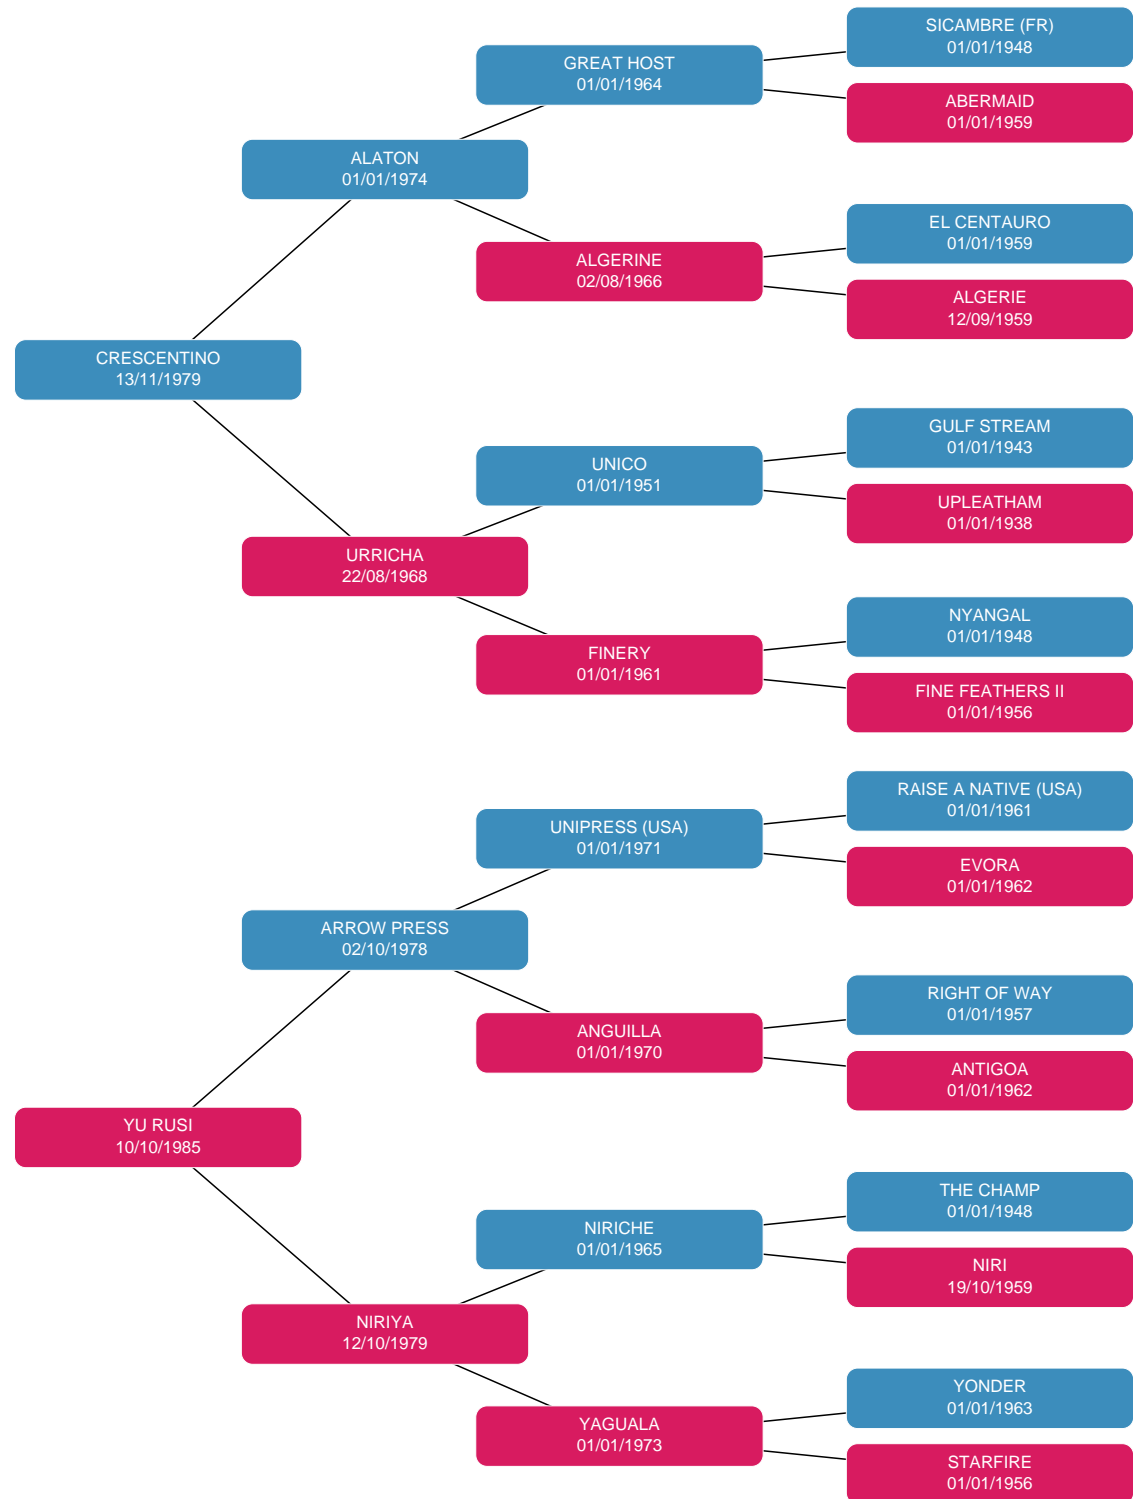 SICAMBRE (FR)
01/01/1948
GREAT HOST
01/01/1964
ABERMAID
01/01/1959
ALATON
01/01/1974
EL CENTAURO
01/01/1959
ALGERINE
02/08/1966
ALGERIE
12/09/1959
CRESCENTINO
13/11/1979
GULF STREAM
01/01/1943
UNICO
01/01/1951
UPLEATHAM
01/01/1938
URRICHA
22/08/1968
NYANGAL
01/01/1948
FINERY
01/01/1961
FINE FEATHERS II
01/01/1956
RAISE A NATIVE (USA)
01/01/1961
UNIPRESS (USA)
01/01/1971
EVORA
01/01/1962
ARROW PRESS
02/10/1978
RIGHT OF WAY
01/01/1957
ANGUILLA
01/01/1970
ANTIGOA
01/01/1962
YU RUSI
10/10/1985
THE CHAMP
01/01/1948
NIRICHE
01/01/1965
NIRI
19/10/1959
NIRIYA
12/10/1979
YONDER
01/01/1963
YAGUALA
01/01/1973
STARFIRE
01/01/1956